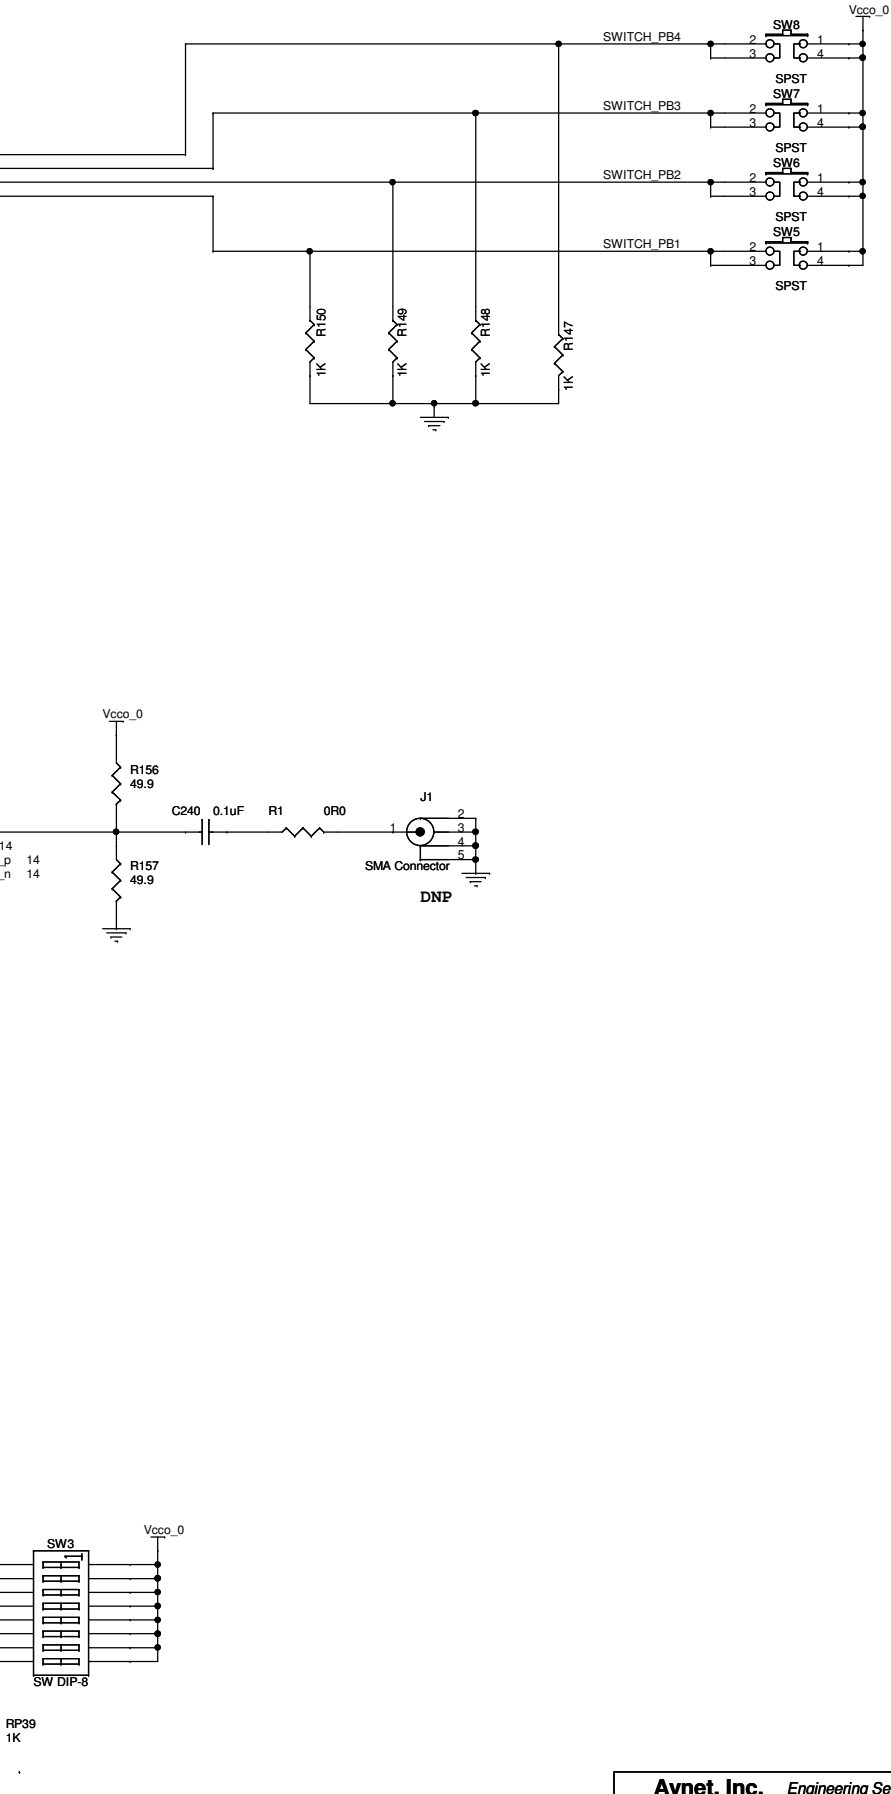 Vcco_0
SW8
SWITCH_PB4
2 1
3 4
SPST
SW7
SWITCH_PB3
2 1
3 4
SPST
SW6
SWITCH_PB2
2 1
3 4
SPST
SW5
SWITCH_PB1
2 1
3 4
SPST
R150
1K
R149
1K
R148
1K
R147
1K
Vcco_0
R156
49.9
C240 0.1uF R1 0R0
J1
1
2
3
4
5
14
_p 14
_n 14
R157
49.9
SMA Connector
DNP
Vcco_0
SW3
1
SW DIP-8
RP39
1K
Avnet, Inc. Engineering Se